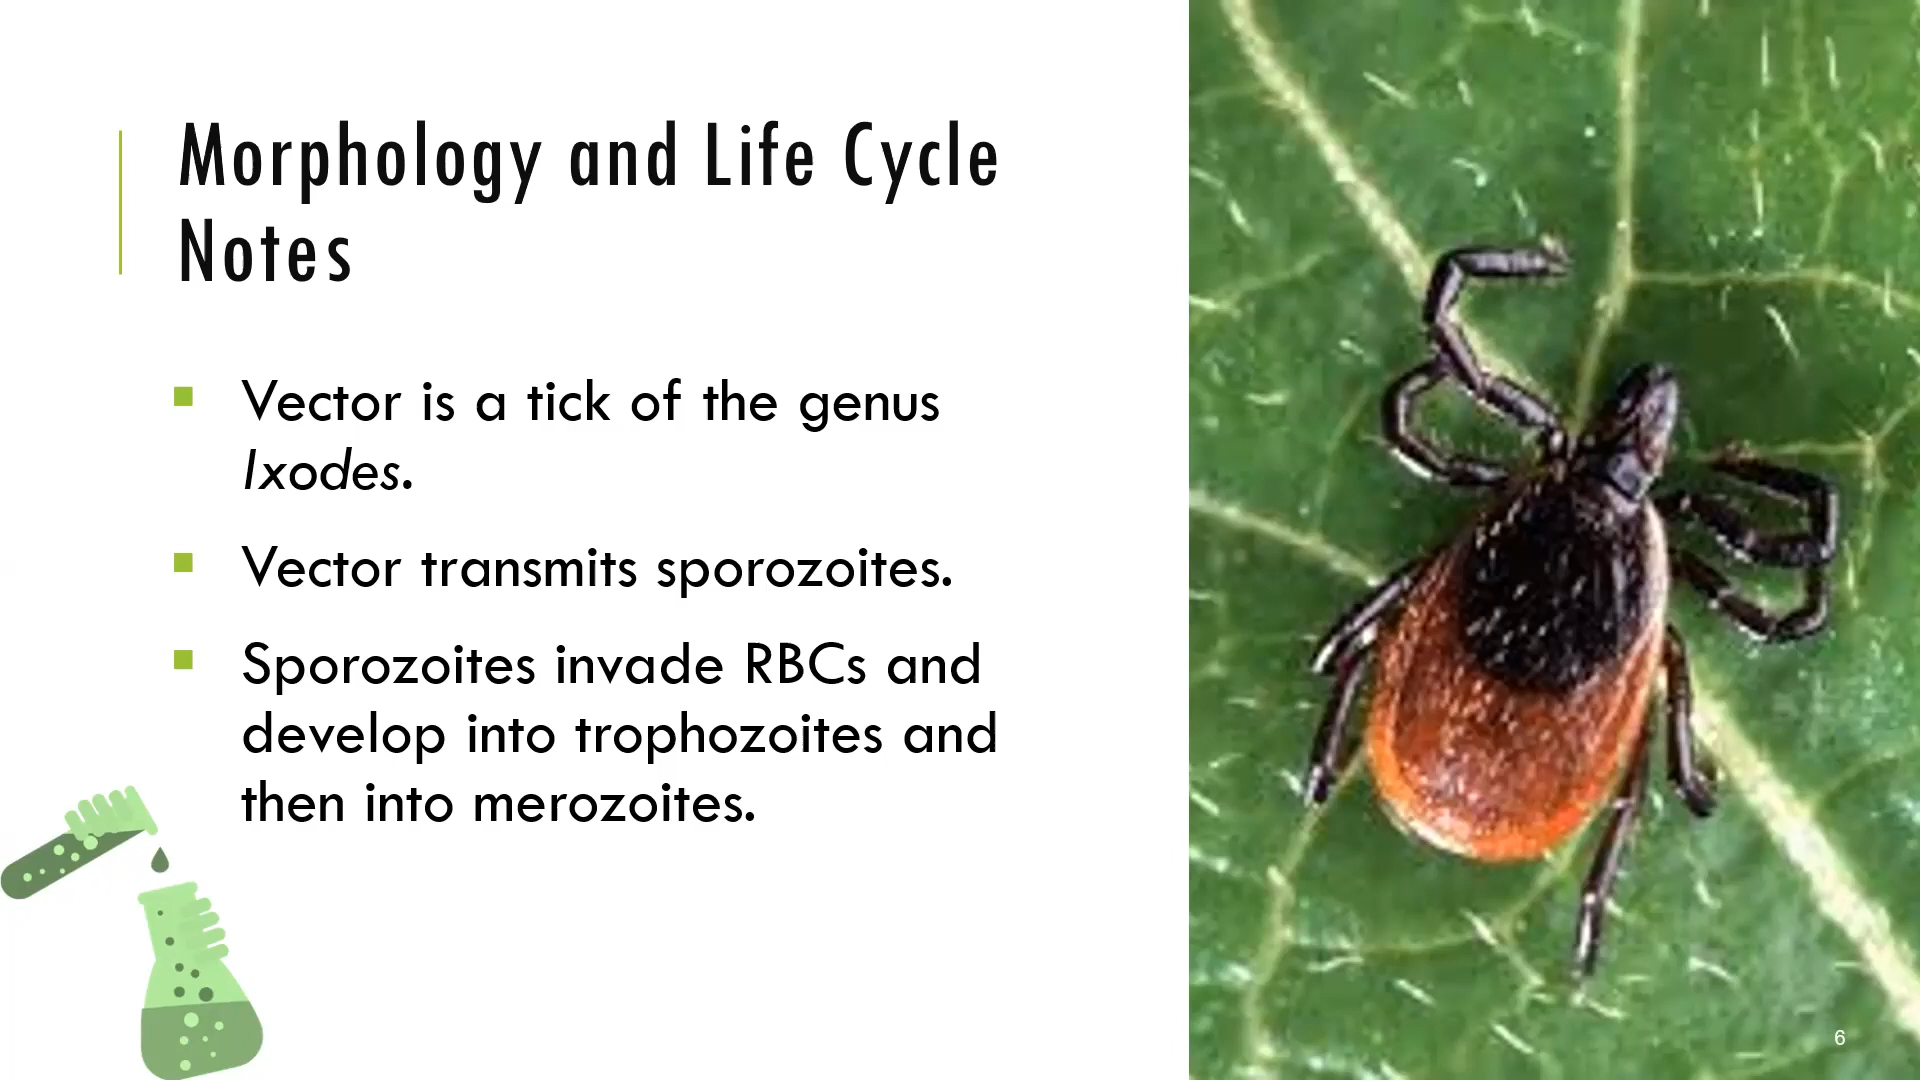 Morphology and Life Cycle
Notes
Vector is a tick of the genus
Ixodes.
Vector transmits sporozoites.
Sporozoites invade RBCs and
develop into trophozoites and
then into merozoites.
6